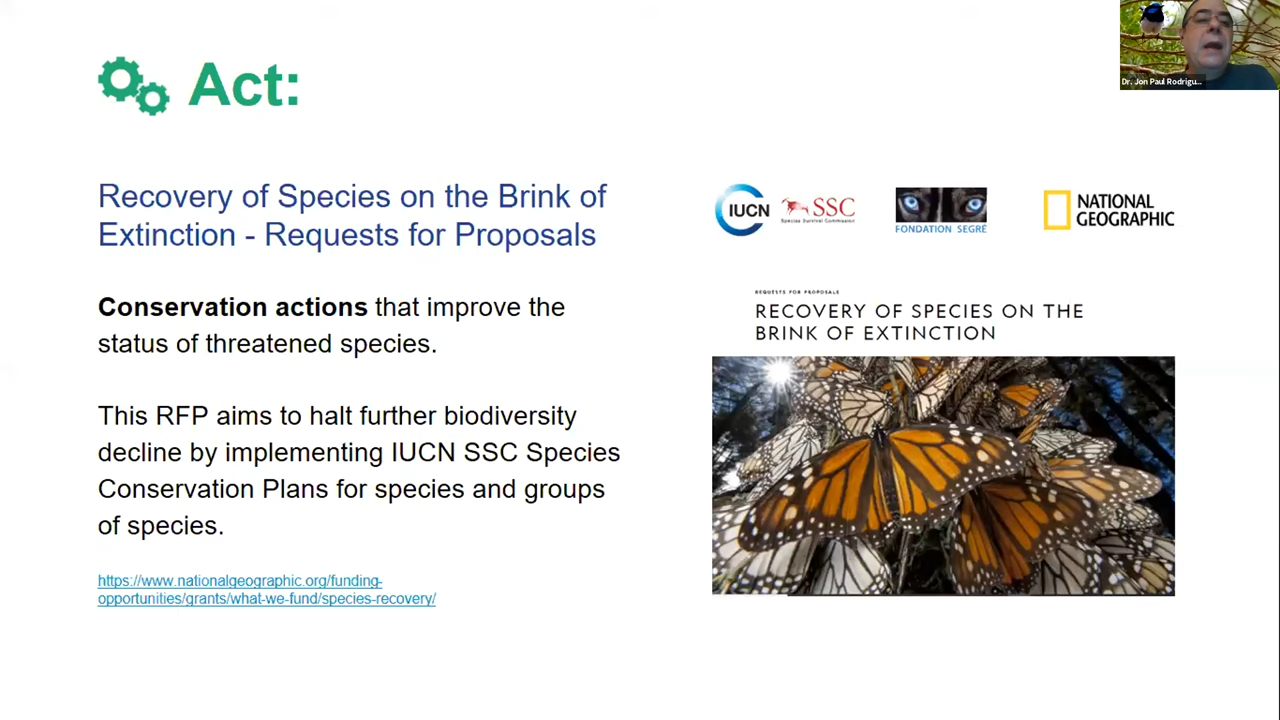 Act:
Recovery of Species on the Brink of
Extinction - Requests for Proposals
Conservation actions that improve the
status of threatened species.
This RFP aims to halt further biodiversity
decline by implementing IUCN SSC Species
Conservation Plans for species and groups
of species.
https://www.nationalgeographic.org/funding-
opportunities/grants/what-we-fund/species-recovery/
IUCN
SSC
Species Survival Commission
FONDATION SEGRÉ
NATIONAL
GEOGRAPHIC
REQUESTS FOR PROPOSALS
RECOVERY OF SPECIES ON THE
BRINK OF EXTINCTION
Dr. Jon Paul Rodrigu...